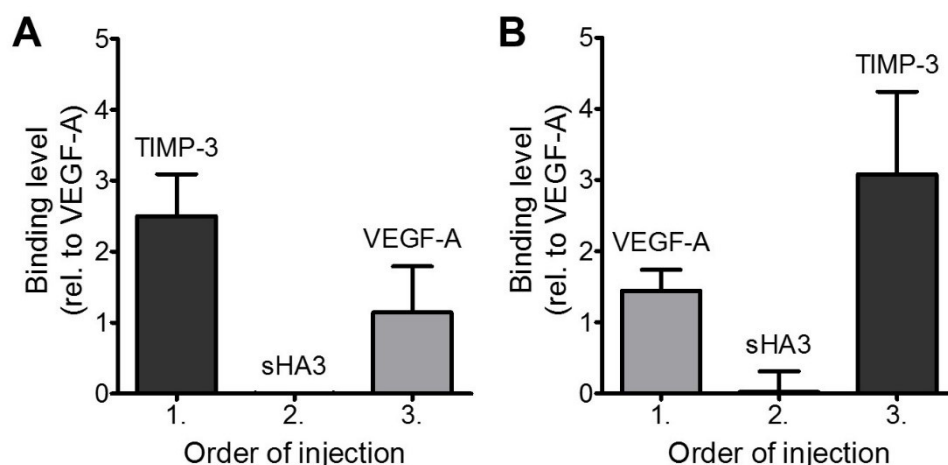 A
Binding level
(rel. to VEGF-A)
5
4
3
2
1
0
TIMP-3
sHA3
VEGF-A
1.
2.
3.
Order of injection
B
Binding level
(rel. to VEGF-A)
5
4
3
2
1
0
VEGF-A
sHA3
TIMP-3
1.
2.
3.
Order of injection